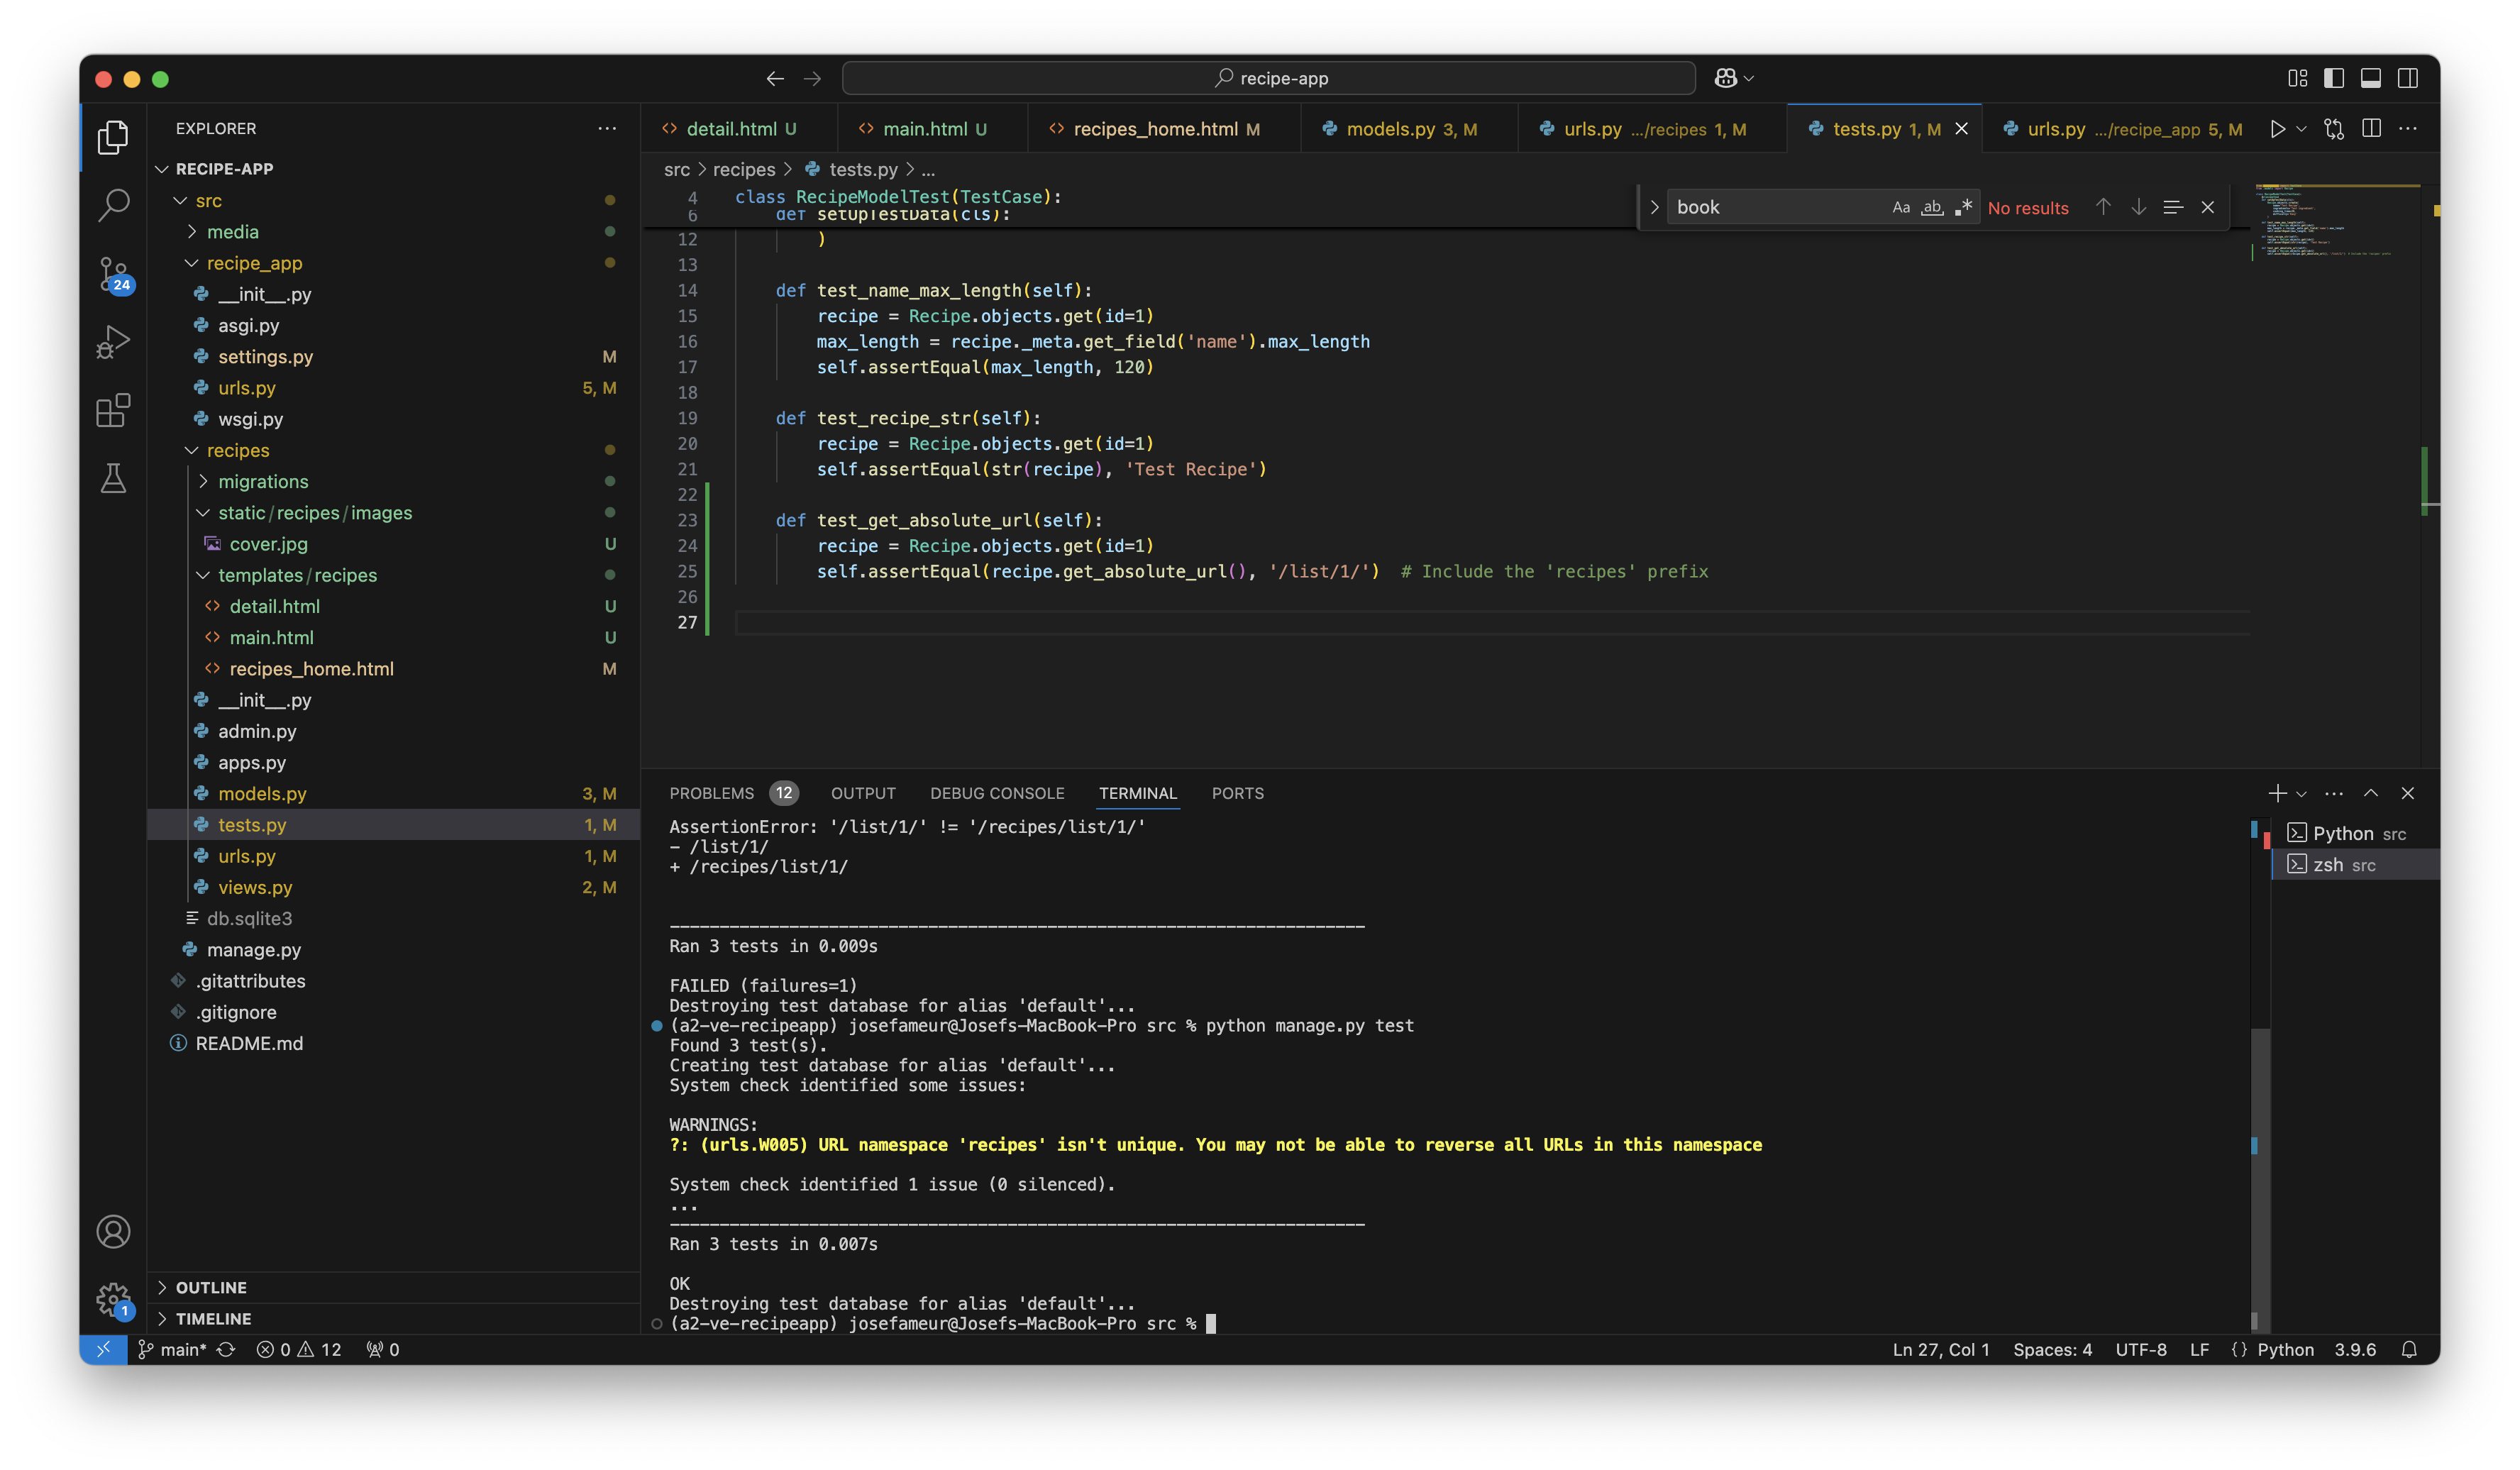 recipe-app
EXPLORER
RECIPE-APP
src
media
recipe_app
__init__.py
asgi.py
settings.py M
urls.py 5, M
wsgi.py
recipes
migrations
static/recipes/images
cover.jpg U
templates/recipes
detail.html U
main.html U
recipes_home.html M
__init__.py
admin.py
apps.py
models.py 3, M
tests.py 1, M
urls.py 1, M
views.py 2, M
db.sqlite3
manage.py
.gitattributes
.gitignore
README.md
OUTLINE
TIMELINE
24
1
detail.html U main.html U recipes_home.html M models.py 3, M urls.py .../recipes 1, M tests.py 1, M urls.py .../recipe_app 5, M
src > recipes > tests.py > ...
book Aa ab .* No results
4 class RecipeModelTest(TestCase):
6 def setUpTestData(cls):
12 )
13
14 def test_name_max_length(self):
15 recipe = Recipe.objects.get(id=1)
16 max_length = recipe._meta.get_field('name').max_length
17 self.assertEqual(max_length, 120)
18
19 def test_recipe_str(self):
20 recipe = Recipe.objects.get(id=1)
21 self.assertEqual(str(recipe), 'Test Recipe')
22
23 def test_get_absolute_url(self):
24 recipe = Recipe.objects.get(id=1)
25 self.assertEqual(recipe.get_absolute_url(), '/list/1/') # Include the 'recipes' prefix
26
27
PROBLEMS 12 OUTPUT DEBUG CONSOLE TERMINAL PORTS
AssertionError: '/list/1/' != '/recipes/list/1/'
- /list/1/
+ /recipes/list/1/
----------------------------------------------------------------------
Ran 3 tests in 0.009s
FAILED (failures=1)
Destroying test database for alias 'default'...
(a2-ve-recipeapp) josefameur@Josefs-MacBook-Pro src % python manage.py test
Found 3 test(s).
Creating test database for alias 'default'...
System check identified some issues:
WARNINGS:
?: (urls.W005) URL namespace 'recipes' isn't unique. You may not be able to reverse all URLs in this namespace
System check identified 1 issue (0 silenced).
...
----------------------------------------------------------------------
Ran 3 tests in 0.007s
OK
Destroying test database for alias 'default'...
(a2-ve-recipeapp) josefameur@Josefs-MacBook-Pro src %
Python src
zsh src
main* 0 12 0
Ln 27, Col 1 Spaces: 4 UTF-8 LF {} Python 3.9.6